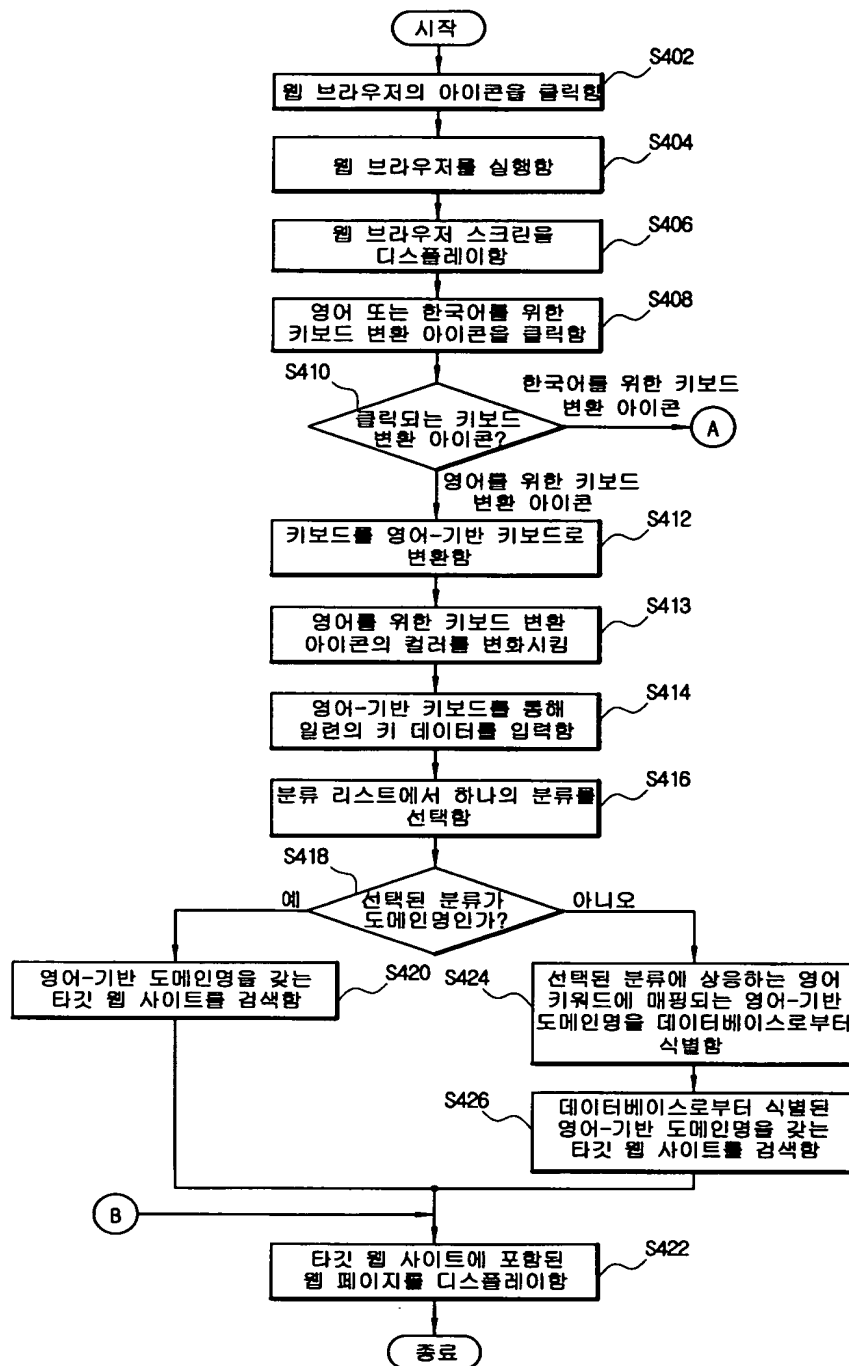 시작
S402
웹 브라우저의 아이콘을 클릭함
S404
웹 브라우저를 실행함
S406
웹 브라우저 스크린을
디스플레이함
S408
영어 또는 한국어를 위한
키보드 변환 아이콘을 클릭함
S410
클릭되는 키보드
변환 아이콘?
한국어를 위한 키보드
변환 아이콘
A
영어를 위한 키보드
변환 아이콘
S412
키보드를 영어-기반 키보드로
변환함
S413
영어를 위한 키보드 변환
아이콘의 컬러를 변화시킴
S414
영어-기반 키보드를 통해
일련의 키 데이터를 입력함
S416
분류 리스트에서 하나의 분류를
선택함
S418
선택된 분류가
도메인명인가?
예
아니오
S420
영어-기반 도메인명을 갖는
타깃 웹 사이트를 검색함
S424
선택된 분류에 상응하는 영어
키워드에 매핑되는 영어-기반
도메인명을 데이터베이스로부터
식별함
S426
데이터베이스로부터 식별된
영어-기반 도메인명을 갖는
타깃 웹 사이트를 검색함
B
S422
타깃 웹 사이트에 포함된
웹 페이지를 디스플레이함
종료